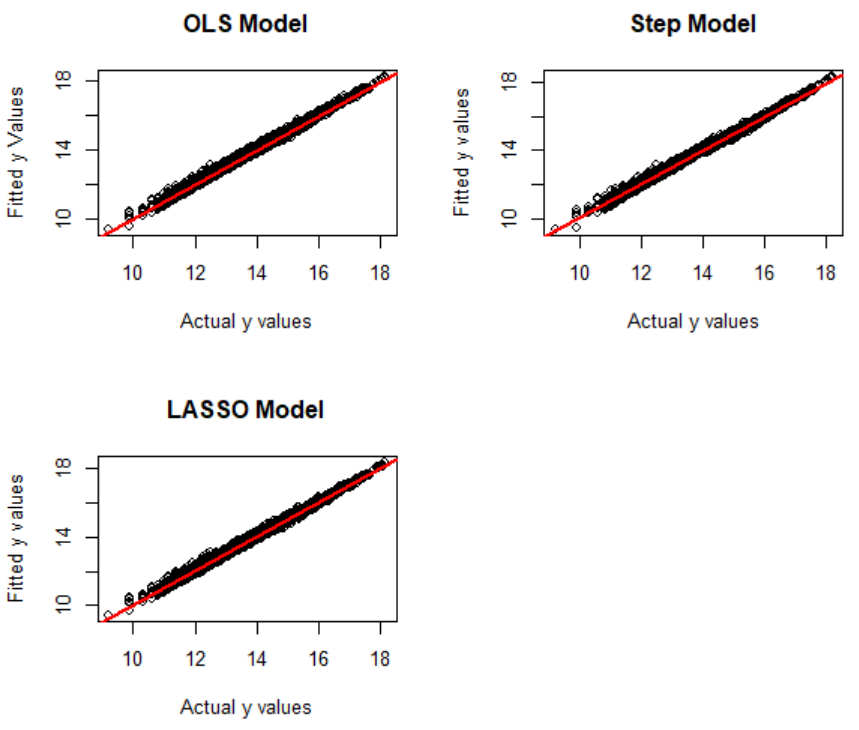 OLS Model
Fitted y Values
18
14
10
10 12 14 16 18
Actual y values
Step Model
Fitted y values
18
14
10
10 12 14 16 18
Actual y values
LASSO Model
Fitted y values
18
14
10
10 12 14 16 18
Actual y values